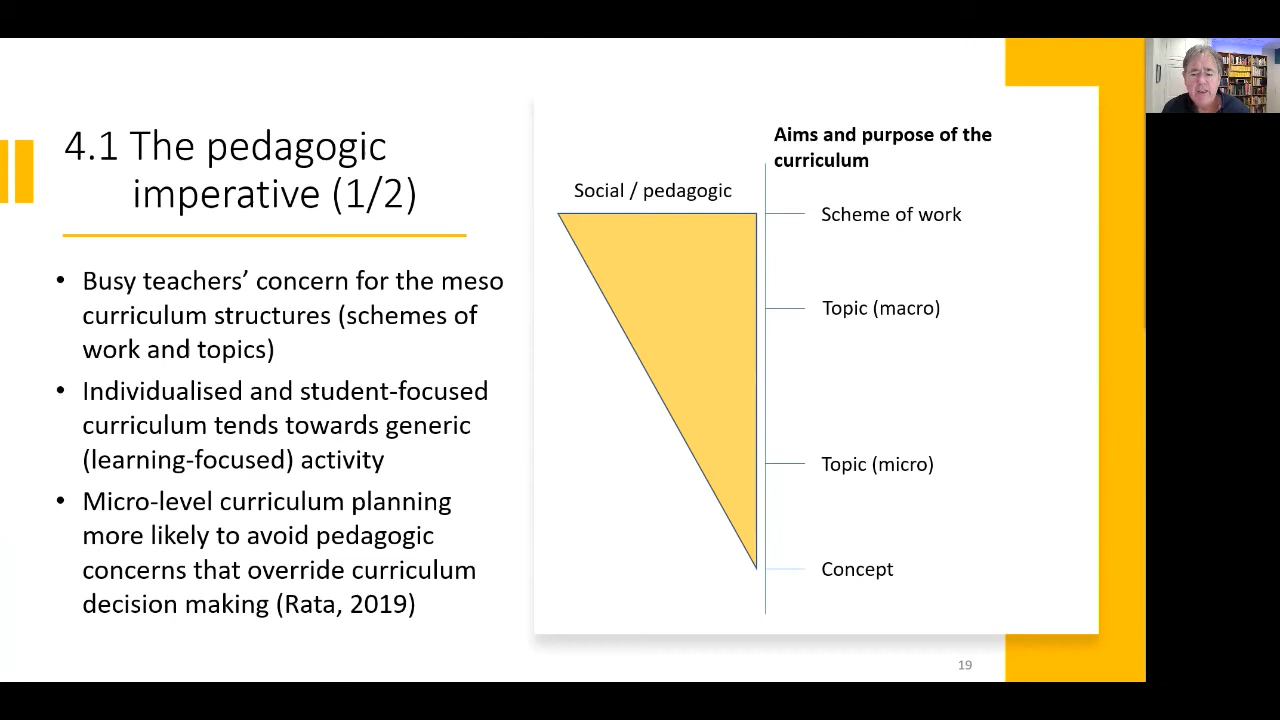 4.1 The pedagogic
imperative (1/2)
• Busy teachers’ concern for the meso
curriculum structures (schemes of
work and topics)
• Individualised and student-focused
curriculum tends towards generic
(learning-focused) activity
• Micro-level curriculum planning
more likely to avoid pedagogic
concerns that override curriculum
decision making (Rata, 2019)
Aims and purpose of the
curriculum
Social / pedagogic
Scheme of work
Topic (macro)
Topic (micro)
Concept
19